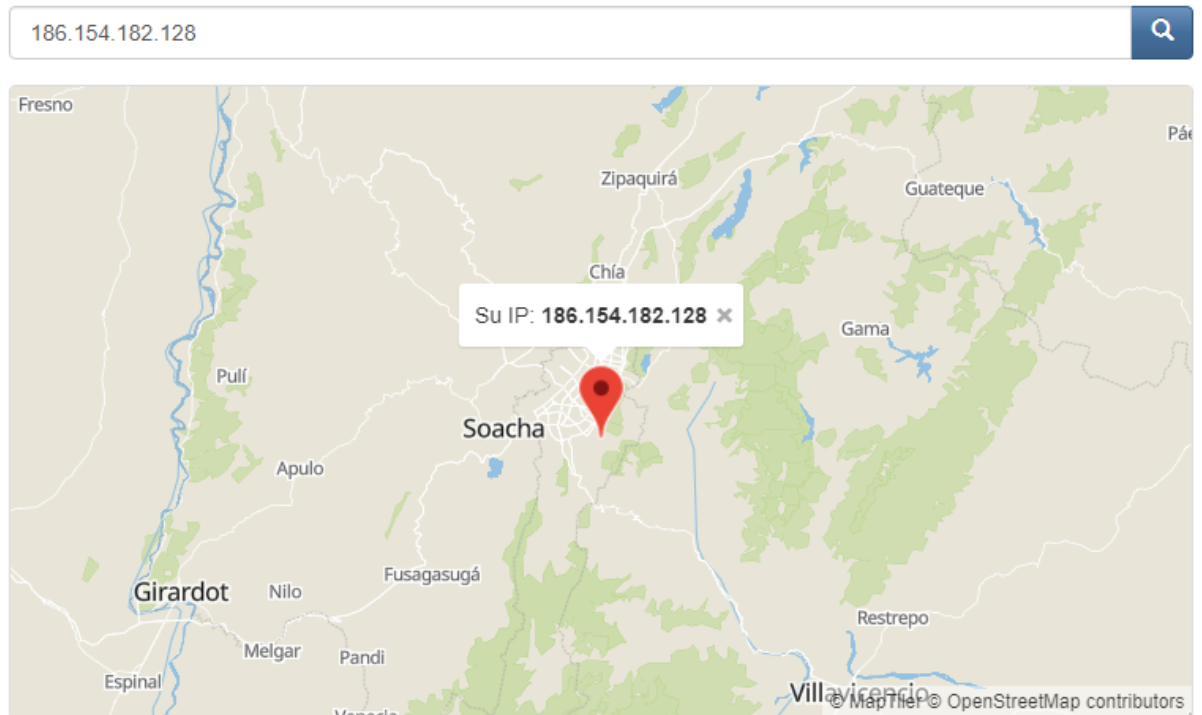 186.154.182.128
Fresno
Zipaquirá
Guateque
Chía
Su IP: 186.154.182.128 ×
Gama
Pulí
Soacha
Apulo
Fusagasugá
Girardot
Nilo
Restrepo
Melgar
Pandi
Espinal
Villavicencio
© MapTiler © OpenStreetMap contributors